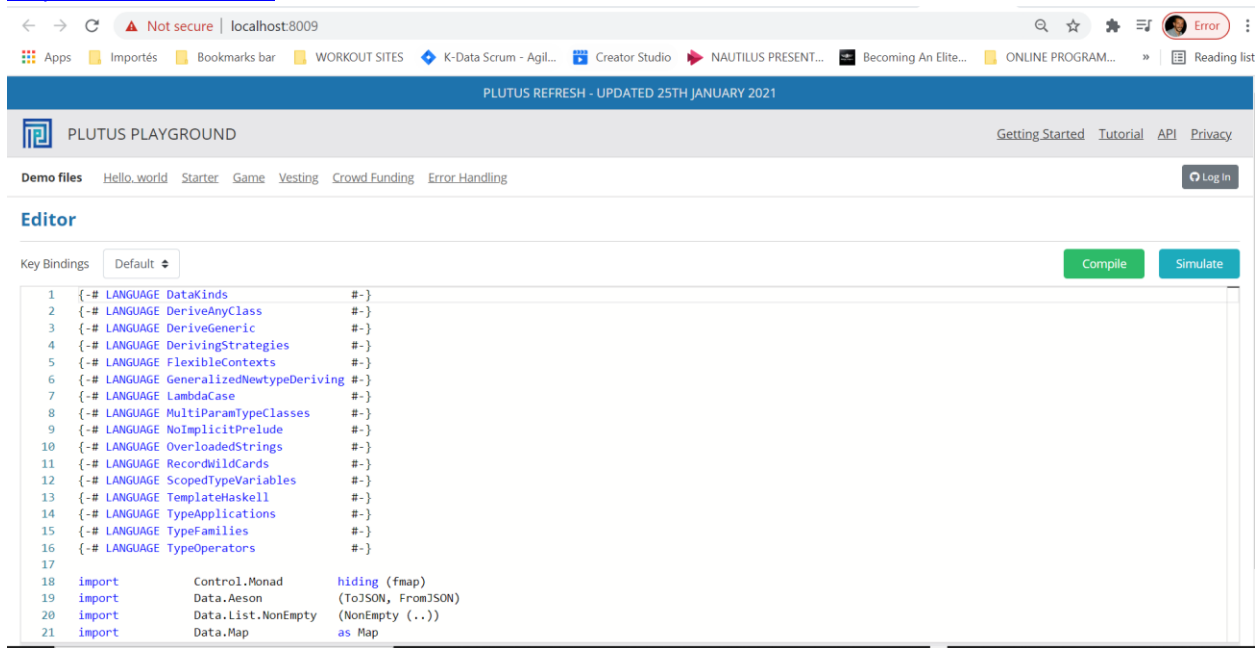 Not secure | localhost:8009 Error
Apps Importés Bookmarks bar WORKOUT SITES K-Data Scrum - Agil... Creator Studio NAUTILUS PRESENT... Becoming An Elite... ONLINE PROGRAM... » Reading list
PLUTUS REFRESH - UPDATED 25TH JANUARY 2021
PLUTUS PLAYGROUND Getting Started Tutorial API Privacy
Demo files Hello, world Starter Game Vesting Crowd Funding Error Handling Log In
Editor
Key Bindings Default Compile Simulate
1 {-# LANGUAGE DataKinds #-}
2 {-# LANGUAGE DeriveAnyClass #-}
3 {-# LANGUAGE DeriveGeneric #-}
4 {-# LANGUAGE DerivingStrategies #-}
5 {-# LANGUAGE FlexibleContexts #-}
6 {-# LANGUAGE GeneralizedNewtypeDeriving #-}
7 {-# LANGUAGE LambdaCase #-}
8 {-# LANGUAGE MultiParamTypeClasses #-}
9 {-# LANGUAGE NoImplicitPrelude #-}
10 {-# LANGUAGE OverloadedStrings #-}
11 {-# LANGUAGE RecordWildCards #-}
12 {-# LANGUAGE ScopedTypeVariables #-}
13 {-# LANGUAGE TemplateHaskell #-}
14 {-# LANGUAGE TypeApplications #-}
15 {-# LANGUAGE TypeFamilies #-}
16 {-# LANGUAGE TypeOperators #-}
17
18 import Control.Monad hiding (fmap)
19 import Data.Aeson (ToJSON, FromJSON)
20 import Data.List.NonEmpty (NonEmpty (..))
21 import Data.Map as Map